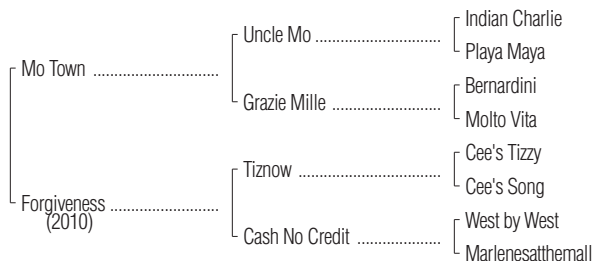 Indian Charlie
Uncle Mo
Playa Maya
Mo Town
Bernardini
Grazie Mille
Molto Vita
Cee's Tizzy
Tiznow
Cee's Song
Forgiveness
(2010)
West by West
Cash No Credit
Marlenesatthemall